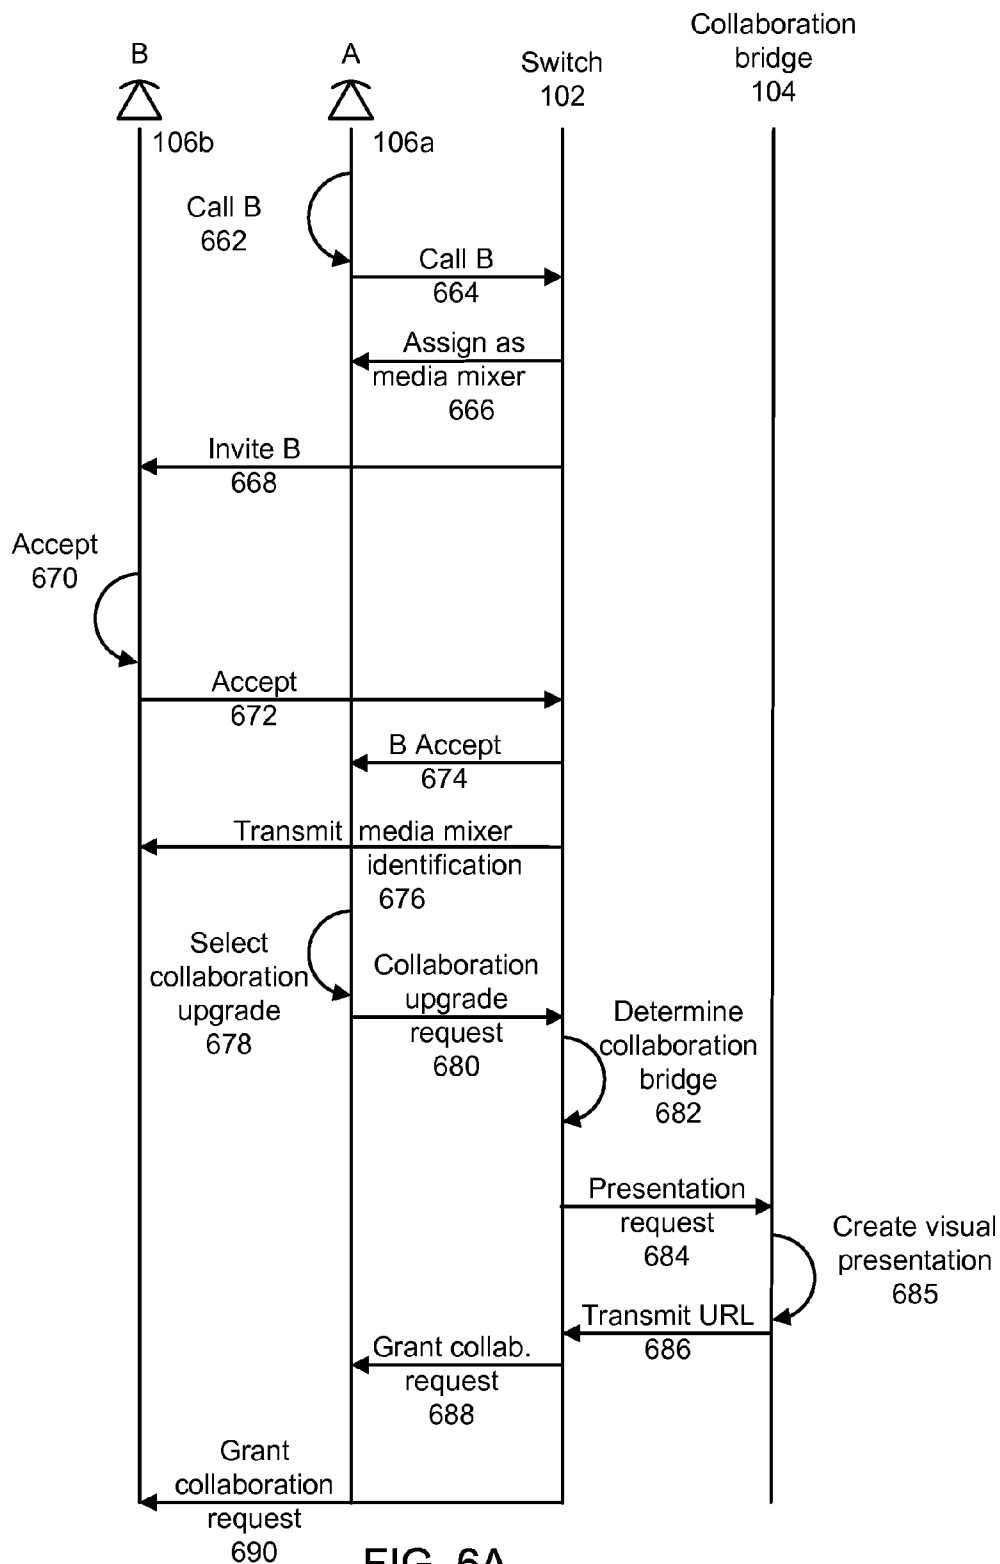 B
A
Switch
102
Collaboration
bridge
104
106b
106a
Call B
662
Call B
664
Assign as
media mixer
666
Invite B
668
Accept
670
Accept
672
B Accept
674
Transmit media mixer
identification
676
Select
collaboration
upgrade
678
Collaboration
upgrade
request
680
Determine
collaboration
bridge
682
Presentation
request
684
Create visual
presentation
685
Transmit URL
686
Grant collab.
request
688
Grant
collaboration
request
690
FIG. 6A